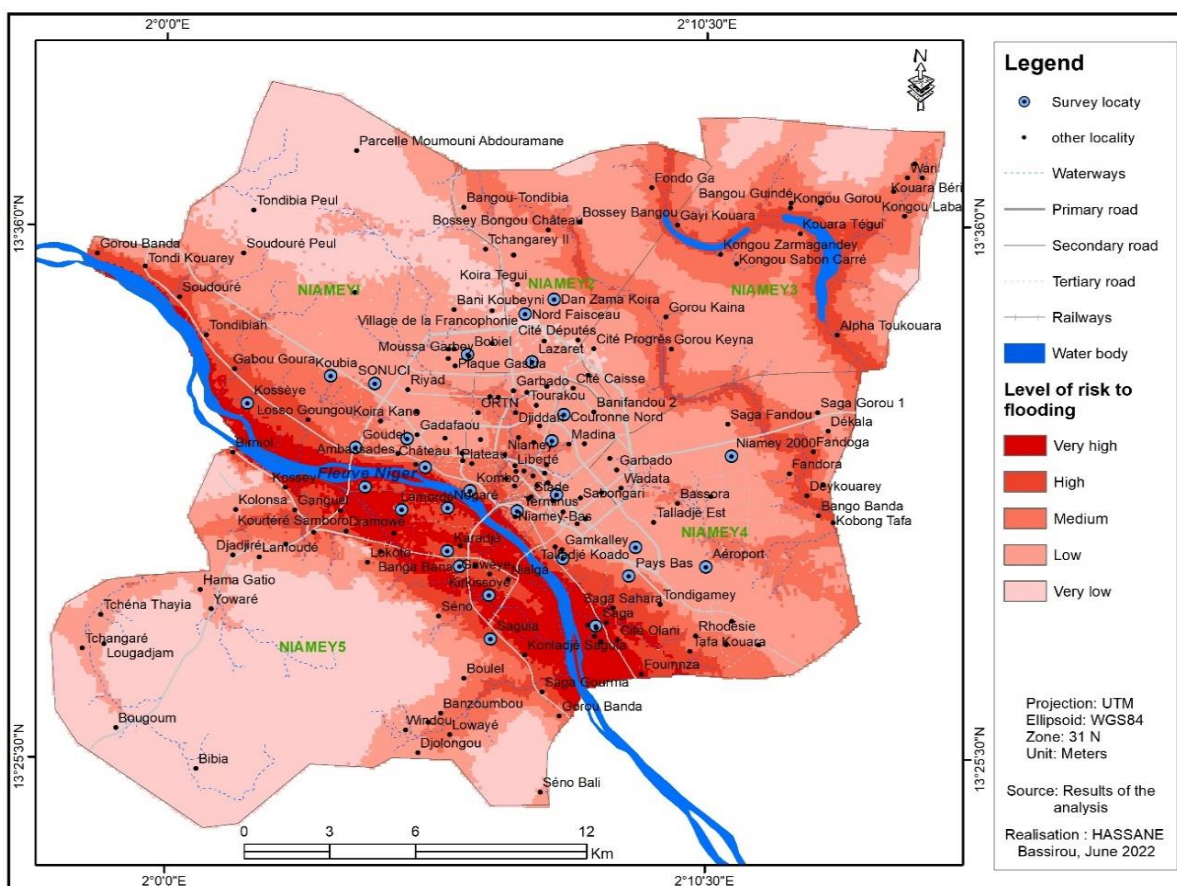 2°0'0"E
2°10'30"E
N
Parcelle Moumouni Abdouramane
Wari
Fondo Ga
Bangou Guindé
Kongou Gorou
Kouara Béri
Kongou Laba
Tondibia Peul
Bangou-Tondibia
Bossey Bongou Château
Bossey Bangou
Gayi Kouara
Kouara Tégui
13°36'0"N
13°36'0"N
Gorou Banda
Soudouré Peul
Tchangarey II
Kongou Zarmagandey
Tondi Kouarey
Kongou Sabon Carré
Koira Tegui
Soudouré
NIAMEYI
NIAMEY2
NIAMEY3
Bani Koubeyni
Dan Zama Koira
Nord Faisceau
Gorou Kaina
Village de la Francophonie
Tondibiah
Cité Députés
Alpha Toukouara
Moussa Garbey
Bobiel
Lazaret
Cité Progrès
Gorou Keyna
Gabou Goura
Koubia
Plaque Gaskia
SONUCI
Riyad
Cité Caisse
Kossèye
Garbado
Tourakou
Losso Goungou
Koira Kano
ORTN
Djiddah
Banifandou 2
Couronne Nord
Saga Fandou
Saga Gorou 1
Dékala
Birniol
Ambassades
Goudel
Gadafaou
Niamey
Madina
Niamey 2000
Fandoga
Château 1
Plateau
Liberté
Garbado
Fandora
Fleuve Niger
Kossey
Kombo
Wadata
Deykouarey
Kolonsa
Ganguel
Lamordé
Nogaré
Stade
Sabongari
Bassora
Bango Banda
Kourtéré Samboro
Diamowé
Terminus
Niamey-Bas
Talladjé Est
NIAMEY4
Kobong Tafa
Djadjiré
Lamoudé
Lokoto
Karadjé
Gamkalley
Talladjé Koado
Aéroport
Banga Bana
Gaweye
Pays Bas
Hama Gatio
Kirkissoye
Yowaré
Tchéna Thayia
Séno
Saga Sahara
Tondigamey
Saga
Tchangaré
Lougadjam
NIAMEY5
Saguia
Konladjé Saguia
Cité Olani
Rhodesie
Tafa Kouara
Boulel
Fouinnza
Saga Gourma
Bougoum
Banzoumbou
Gorou Banda
Windou
Lowayé
Djolongou
Bibia
Séno Bali
13°25'30"N
13°25'30"N
0 3 6 12
Km
2°0'0"E
2°10'30"E
Legend
Survey locaty
other locality
Waterways
Primary road
Secondary road
Tertiary road
Railways
Water body
Level of risk to
flooding
Very high
High
Medium
Low
Very low
Projection: UTM
Ellipsoid: WGS84
Zone: 31 N
Unit: Meters
Source: Results of the
analysis
Realisation : HASSANE
Bassirou, June 2022